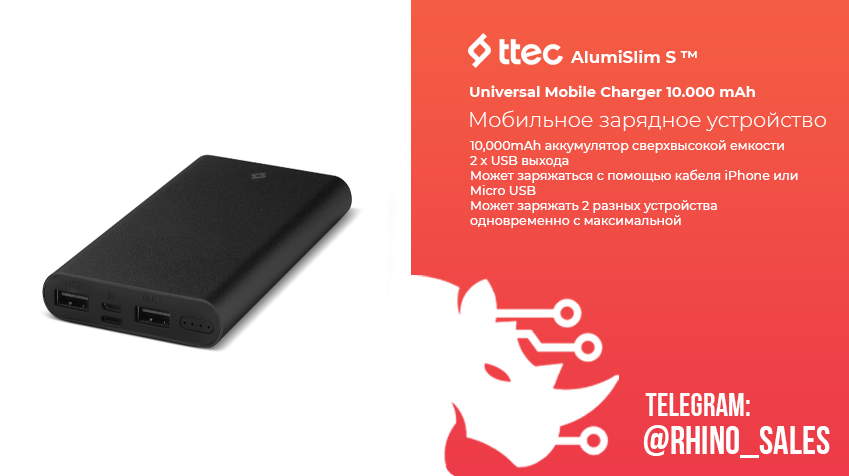 ttec AlumiSlim S ™
Universal Mobile Charger 10.000 mAh
Мобильное зарядное устройство
10,000mAh аккумулятор сверхвысокой емкости
2 x USB выхода
Может заряжаться с помощью кабеля iPhone или
Micro USB
Может заряжать 2 разных устройства
одновременно с максимальной
TELEGRAM:
@RHINO_SALES